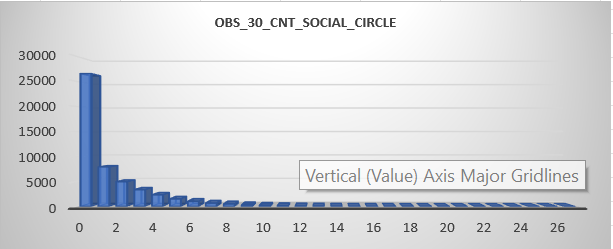 OBS_30_CNT_SOCIAL_CIRCLE
30000
25000
20000
15000
10000
5000
0
Vertical (Value) Axis Major Gridlines
0 2 4 6 8 10 12 14 16 18 20 22 24 26